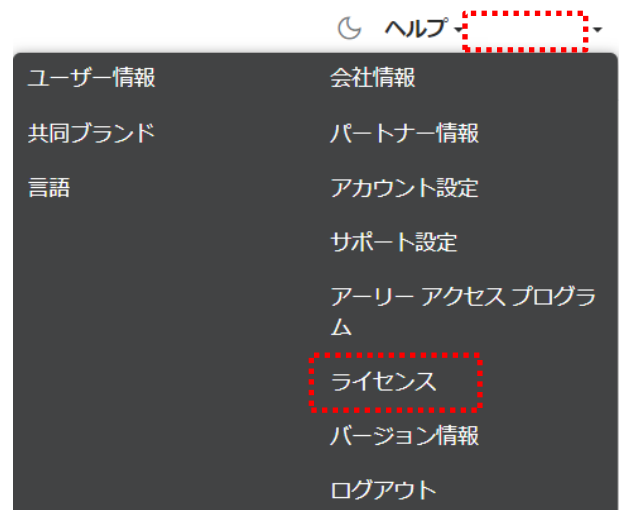 ヘルプ
ユーザー情報
共同ブランド
言語
会社情報
パートナー情報
アカウント設定
サポート設定
アーリー アクセス プログラ
ム
ライセンス
バージョン情報
ログアウト